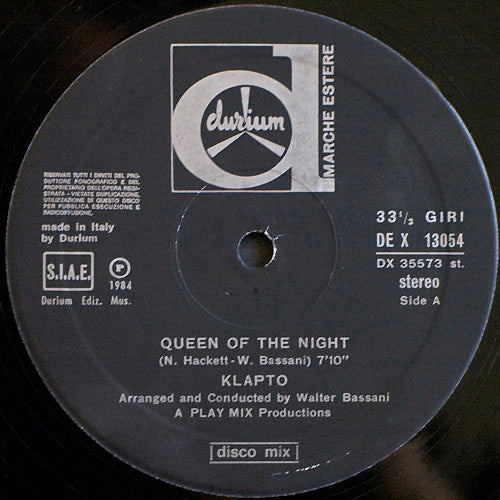 durium
MARCHE ESTERE
RISERVATI TUTTI I DIRITTI DEL PRO-
DUTTORE FONOGRAFICO E DEL
PROPRIETARIO DELL'OPERA REGI-
STRATA - VIETATE DUPLICAZIONE,
UTILIZZAZIONE DI QUESTO DISCO
PER PUBBLICA ESECUZIONE E
RADIODIFFUSIONE.
made in Italy
by Durium
S.I.A.E.
P
1984
Durium Ediz. Mus.
33 1/3 GIRI
DE X 13054
DX 35573 st.
stereo
Side A
QUEEN OF THE NIGHT
(N. Hackett - W. Bassani) 7'10"
KLAPTO
Arranged and Conducted by Walter Bassani
A PLAY MIX Productions
disco mix